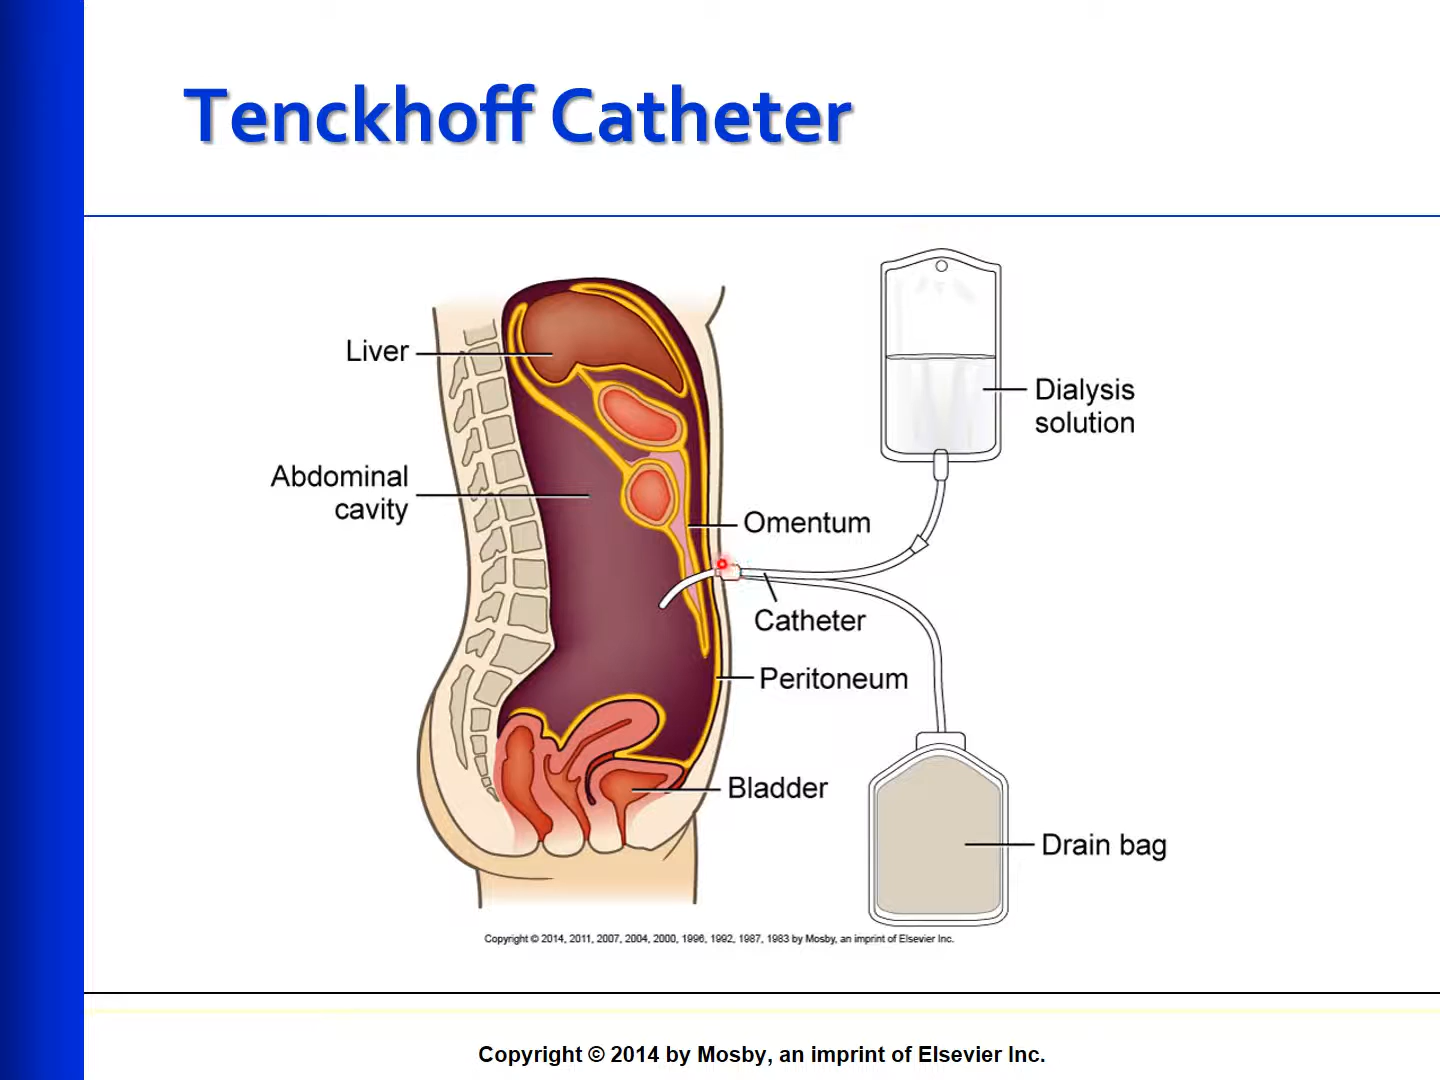 Tenckhoff Catheter
Liver
Dialysis
solution
Abdominal
cavity
Omentum
Catheter
Peritoneum
Bladder
Drain bag
Copyright © 2014, 2011, 2007, 2004, 2000, 1996, 1992, 1987, 1983 by Mosby, an imprint of Elsevier Inc.
Copyright © 2014 by Mosby, an imprint of Elsevier Inc.